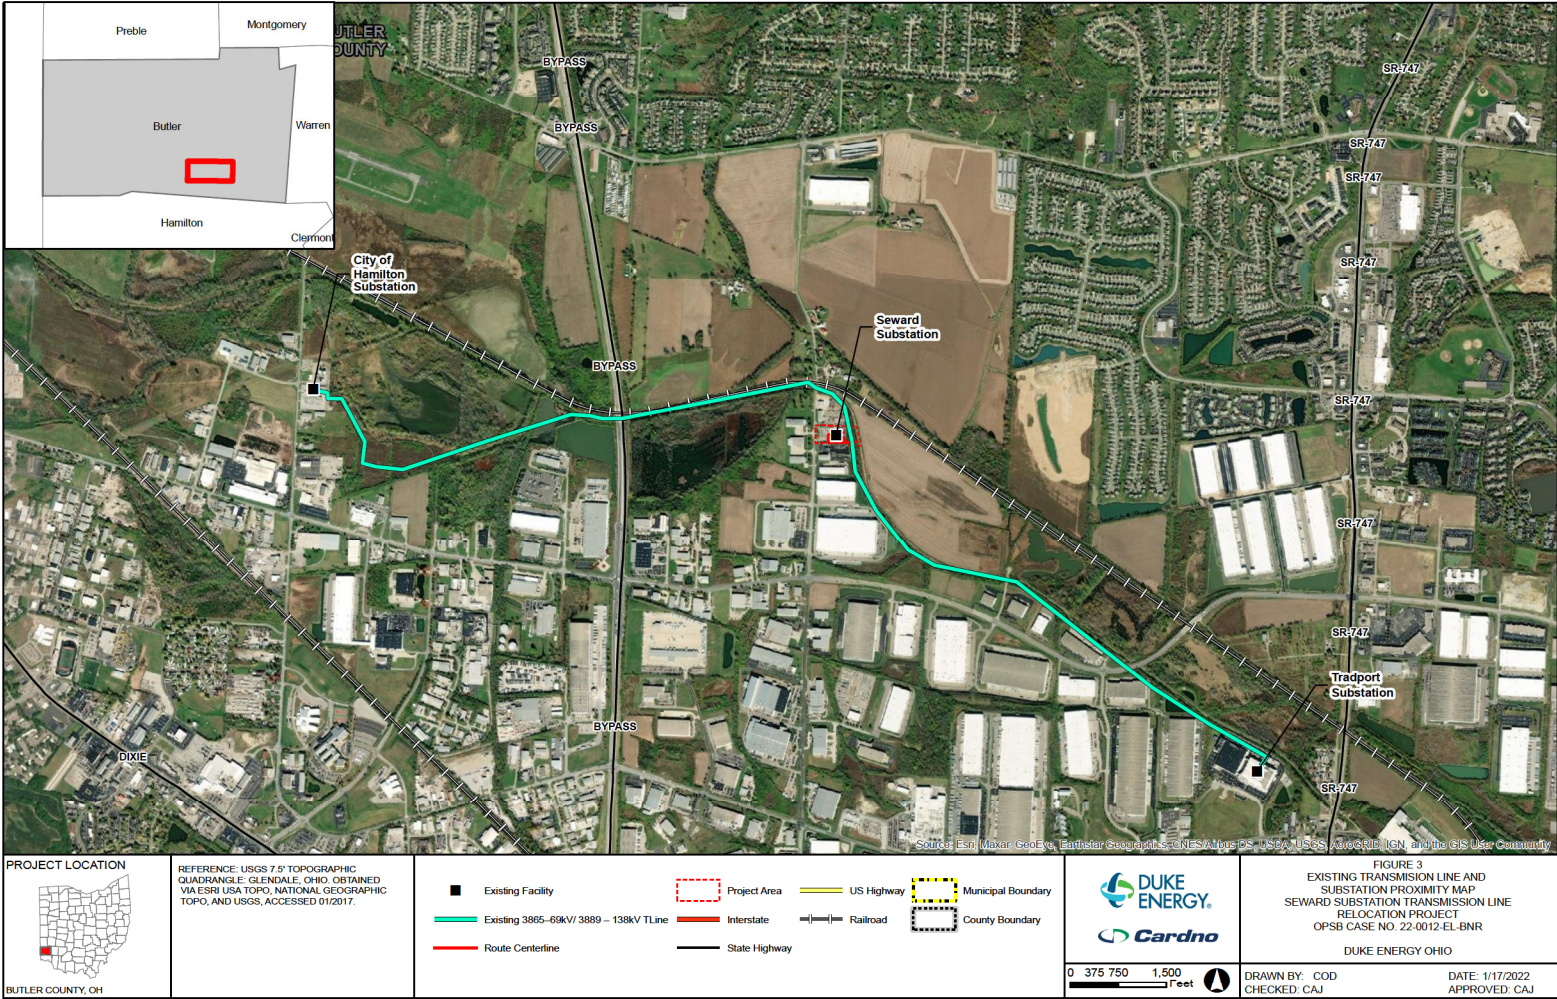 Preble
Montgomery
Butler
Warren
Hamilton
Clermont
UTLER
OUNTY
BYPASS
BYPASS
SR-747
SR-747
SR-747
SR-747
City of
Hamilton
Substation
Seward
Substation
BYPASS
SR-747
SR-747
SR-747
Tradport
Substation
BYPASS
DIXIE
SR-747
Source: Esri, Maxar, GeoEye, Earthstar Geographics, CNES/Airbus DS, USDA, USGS, AeroGRID, IGN, and the GIS User Community
PROJECT LOCATION
BUTLER COUNTY, OH
REFERENCE: USGS 7.5' TOPOGRAPHIC
QUADRANGLE: GLENDALE, OHIO. OBTAINED
VIA ESRI USA TOPO, NATIONAL GEOGRAPHIC
TOPO, AND USGS, ACCESSED 01/2017.
Existing Facility
Existing 3865–69kV/ 3889 – 138kV TLine
Route Centerline
Project Area
Interstate
State Highway
US Highway
Railroad
Municipal Boundary
County Boundary
DUKE
ENERGY®
Cardno
0 375 750 1,500
Feet
FIGURE 3
EXISTING TRANSMISION LINE AND
SUBSTATION PROXIMITY MAP
SEWARD SUBSTATION TRANSMISSION LINE
RELOCATION PROJECT
OPSB CASE NO. 22-0012-EL-BNR
DUKE ENERGY OHIO
DRAWN BY: COD
DATE: 1/17/2022
CHECKED: CAJ
APPROVED: CAJ